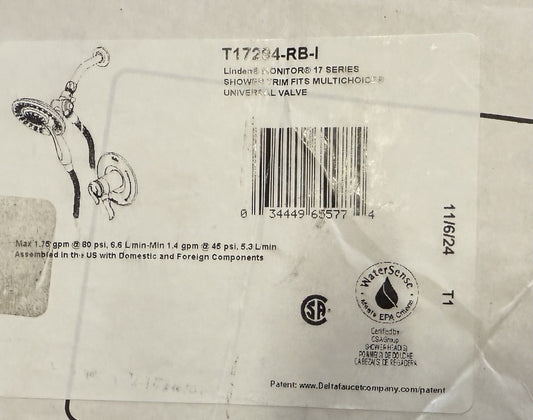 T17294-RB-I
Linden® MONITOR® 17 SERIES
SHOWER TRIM FITS MULTICHOICE®
UNIVERSAL VALVE
0 34449 65577 4
Max 1.75 gpm @ 80 psi, 6.6 L/min-Min 1.4 gpm @ 45 psi, 5.3 L/min
Assembled in the US with Domestic and Foreign Components
11/6/24 T1
WaterSense
Meets EPA Criteria
Certified by
CSA Group
SHOWERHEAD(S)
POMME(S) DE DOUCHE
CABEZA(S) DE REGADERA
Patent: www.Deltafaucetcompany.com/patent